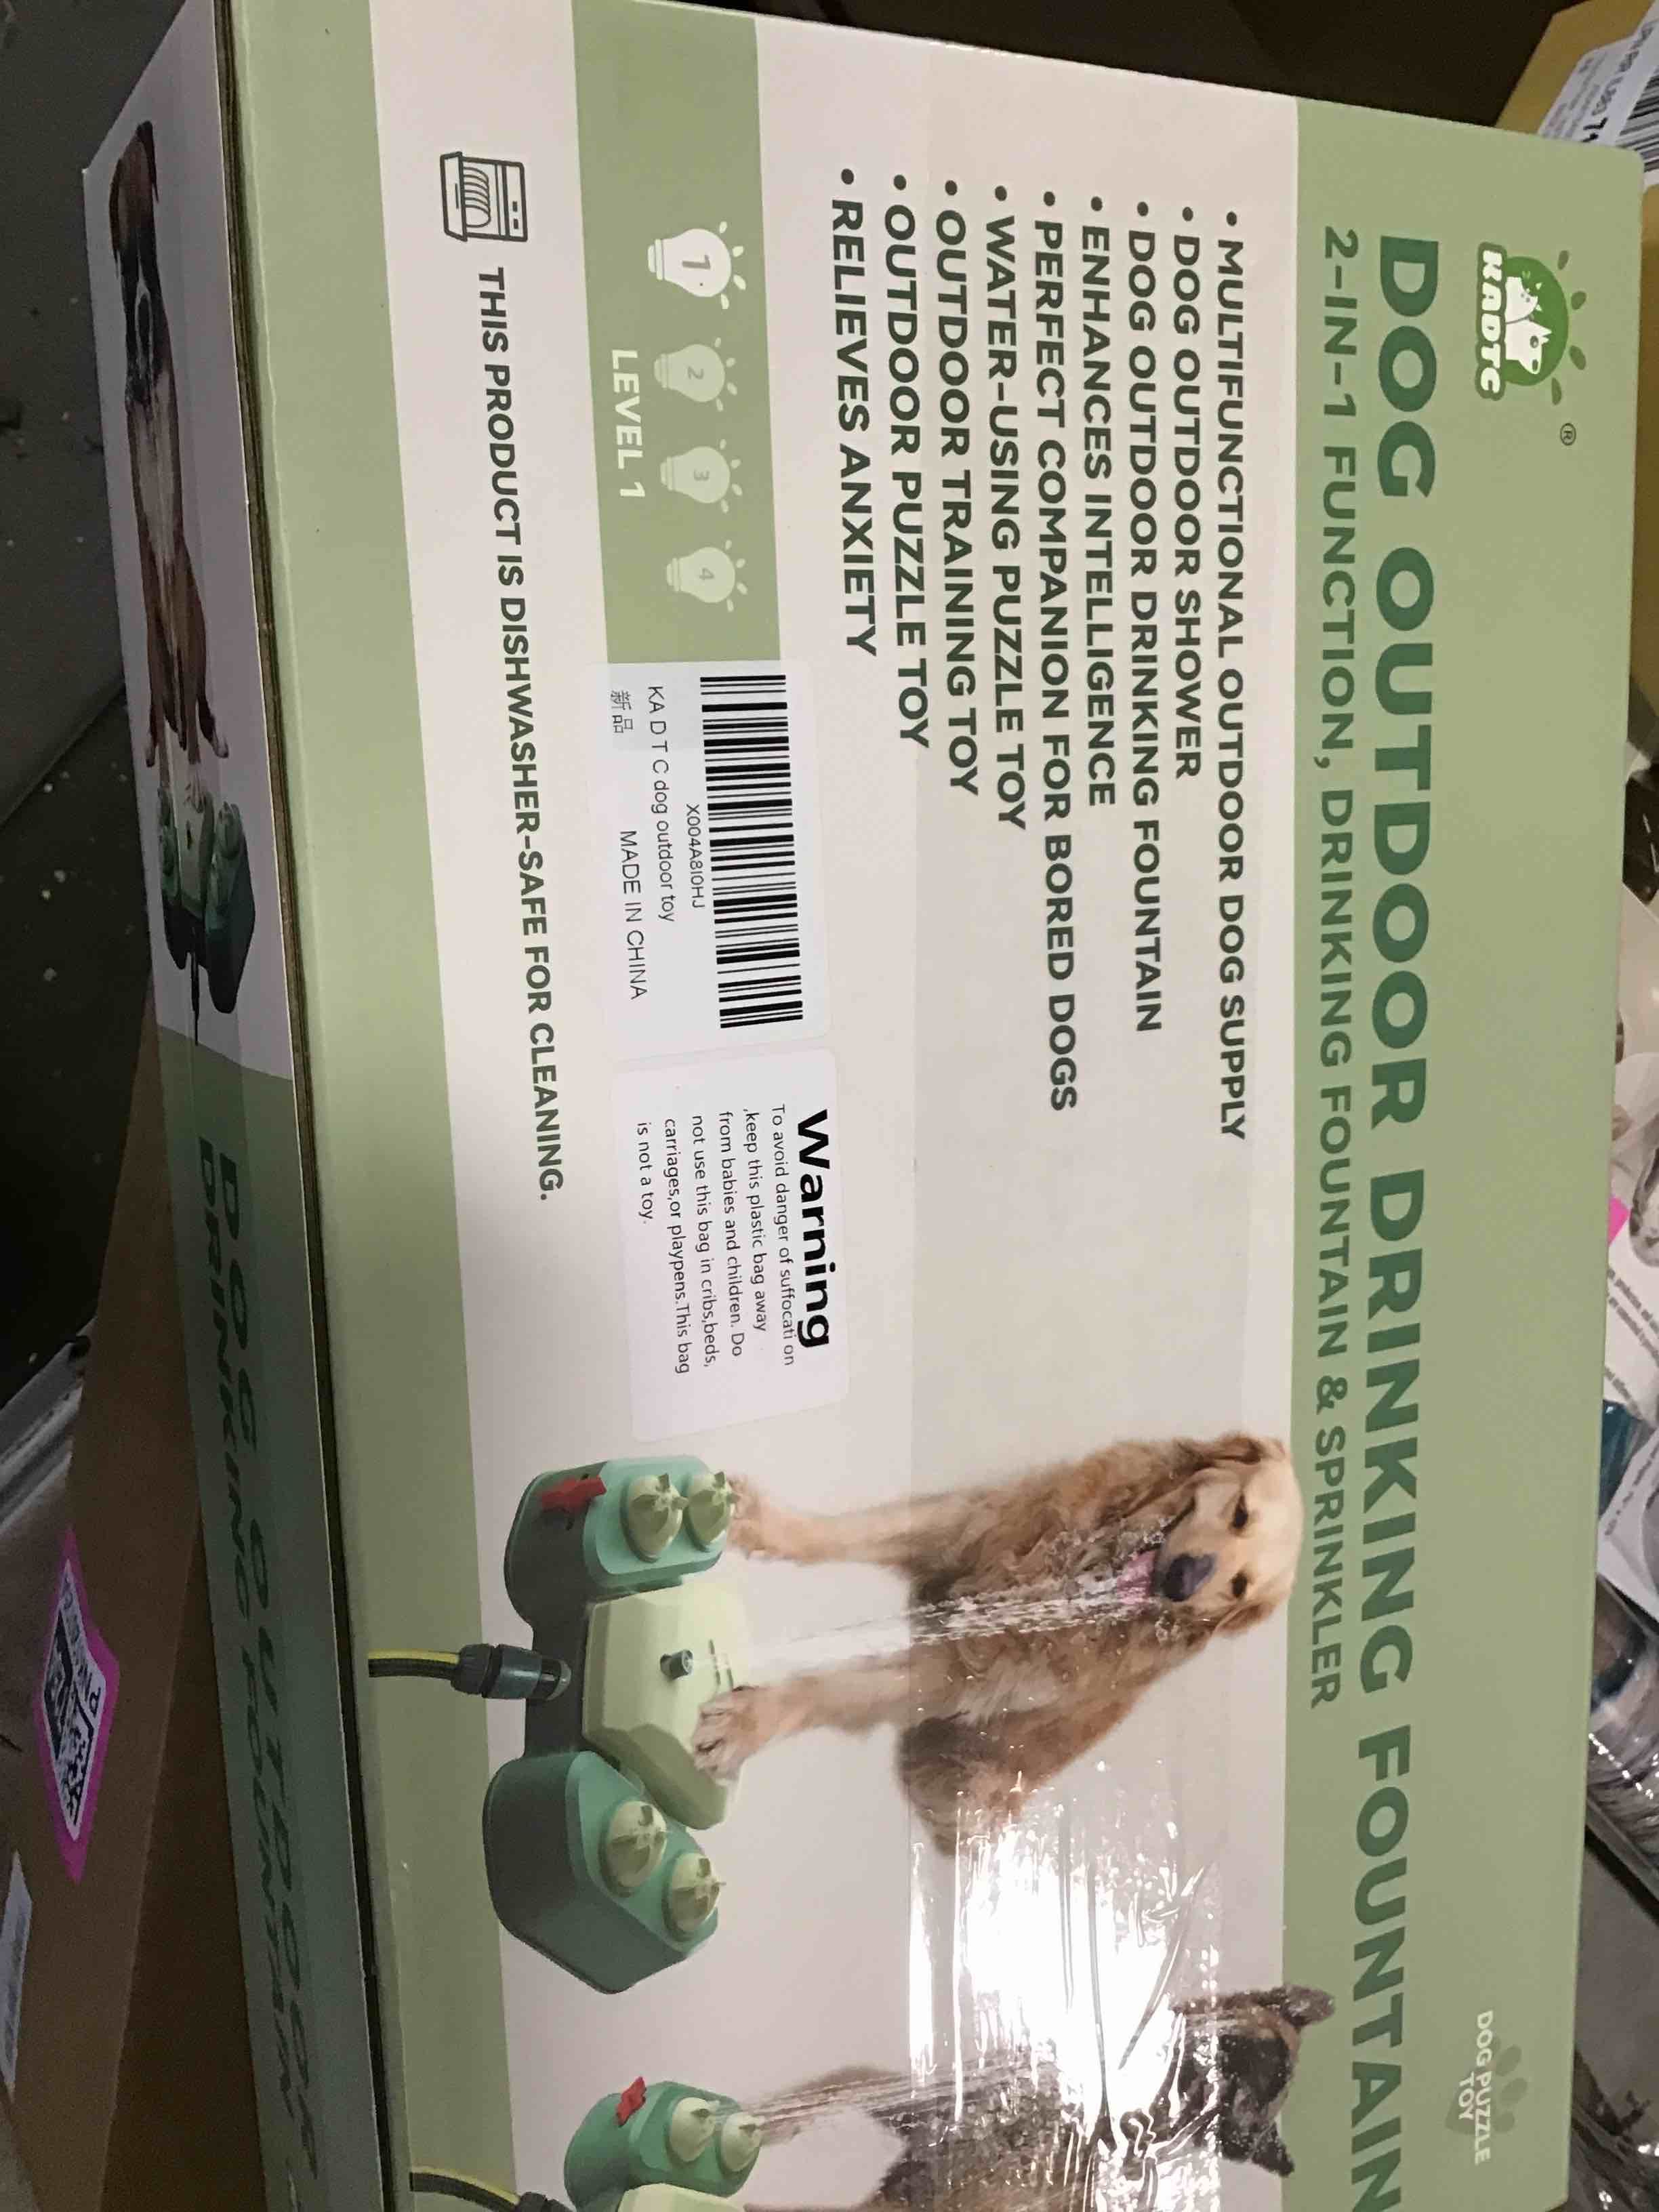 KADTC
®
DOG PUZZLE
TOY
DOG OUTDOOR DRINKING FOUNTAIN
2-IN-1 FUNCTION, DRINKING FOUNTAIN & SPRINKLER
• MULTIFUNCTIONAL OUTDOOR DOG SUPPLY
• DOG OUTDOOR SHOWER
• DOG OUTDOOR DRINKING FOUNTAIN
• ENHANCES INTELLIGENCE
• PERFECT COMPANION FOR BORED DOGS
• WATER-USING PUZZLE TOY
• OUTDOOR TRAINING TOY
• OUTDOOR PUZZLE TOY
• RELIEVES ANXIETY
1 2 3 4
LEVEL 1
X004A8I0HJ
KA D T C dog outdoor toy
新品 MADE IN CHINA
Warning
To avoid danger of suffocati on
,keep this plastic bag away
from babies and children. Do
not use this bag in cribs,beds,
carriages,or playpens.This bag
is not a toy.
THIS PRODUCT IS DISHWASHER-SAFE FOR CLEANING.
DOG OUTDOOR
DRINKING FOUNTAIN